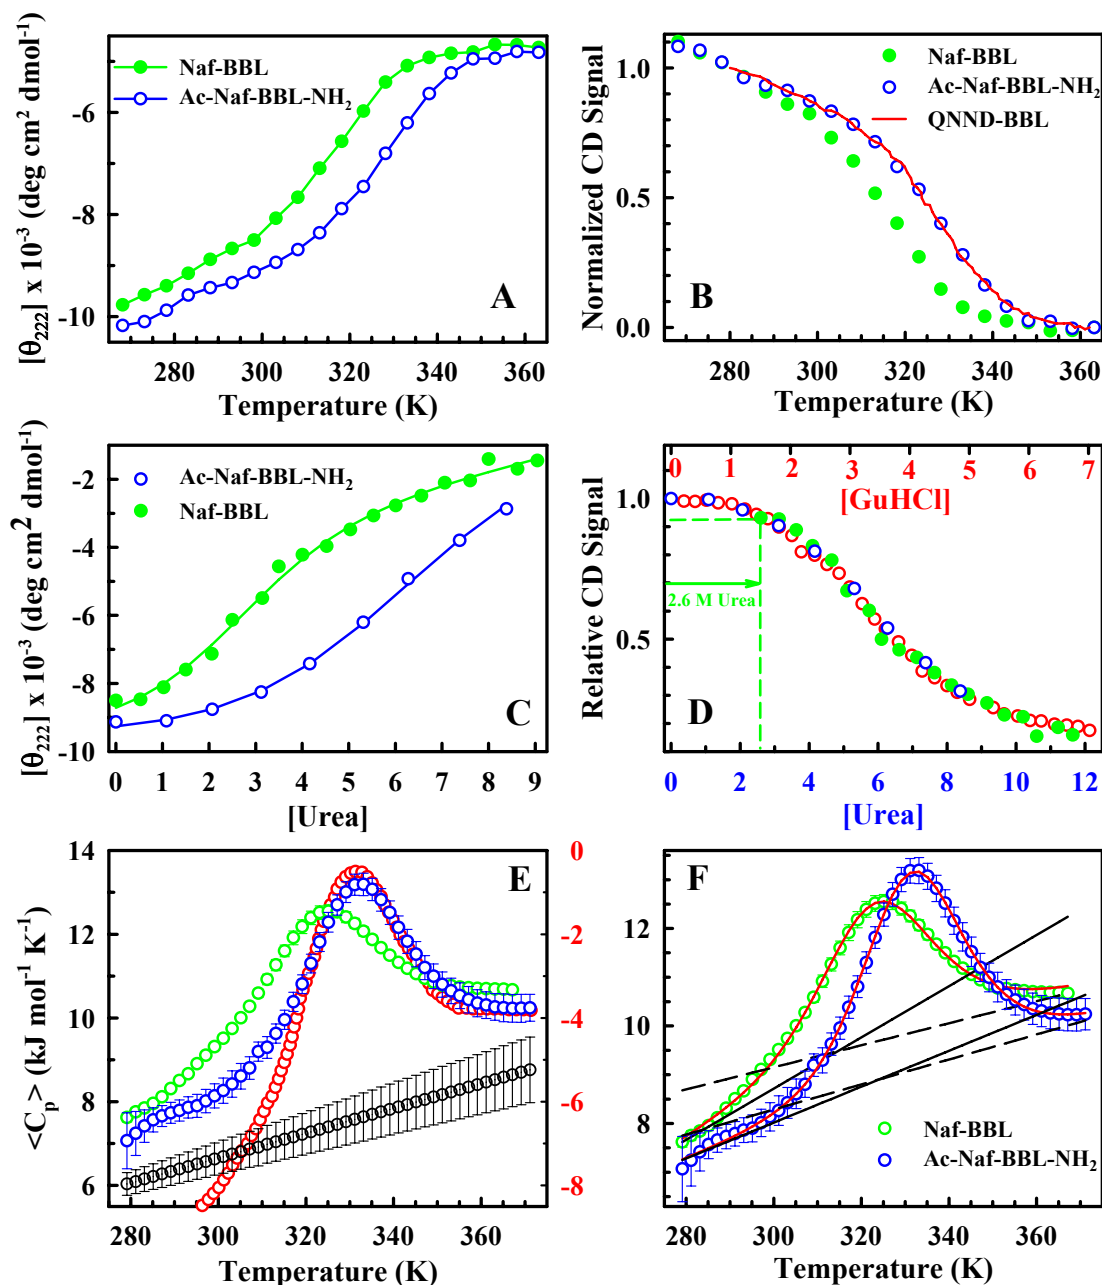 [θ222] x 10-3 (deg cm2 dmol-1)
-6
-8
-10
Naf-BBL
Ac-Naf-BBL-NH2
A
280 300 320 340 360
Temperature (K)
Normalized CD Signal
1.0
0.5
0.0
Naf-BBL
Ac-Naf-BBL-NH2
QNND-BBL
B
280 300 320 340 360
Temperature (K)
[θ222] x 10-3 (deg cm2 dmol-1)
-2
-4
-6
-8
-10
Ac-Naf-BBL-NH2
Naf-BBL
C
0 1 2 3 4 5 6 7 8 9
[Urea]
0 1 2 3 4 5 6 7
[GuHCl]
Relative CD Signal
1.0
0.5
2.6 M Urea
D
0 2 4 6 8 10 12
[Urea]
<Cp> (kJ mol-1 K-1)
14
12
10
8
6
E
0
-2
-4
-6
-8
280 300 320 340 360
Temperature (K)
F
12
10
8
6
Naf-BBL
Ac-Naf-BBL-NH2
280 300 320 340 360
Temperature (K)